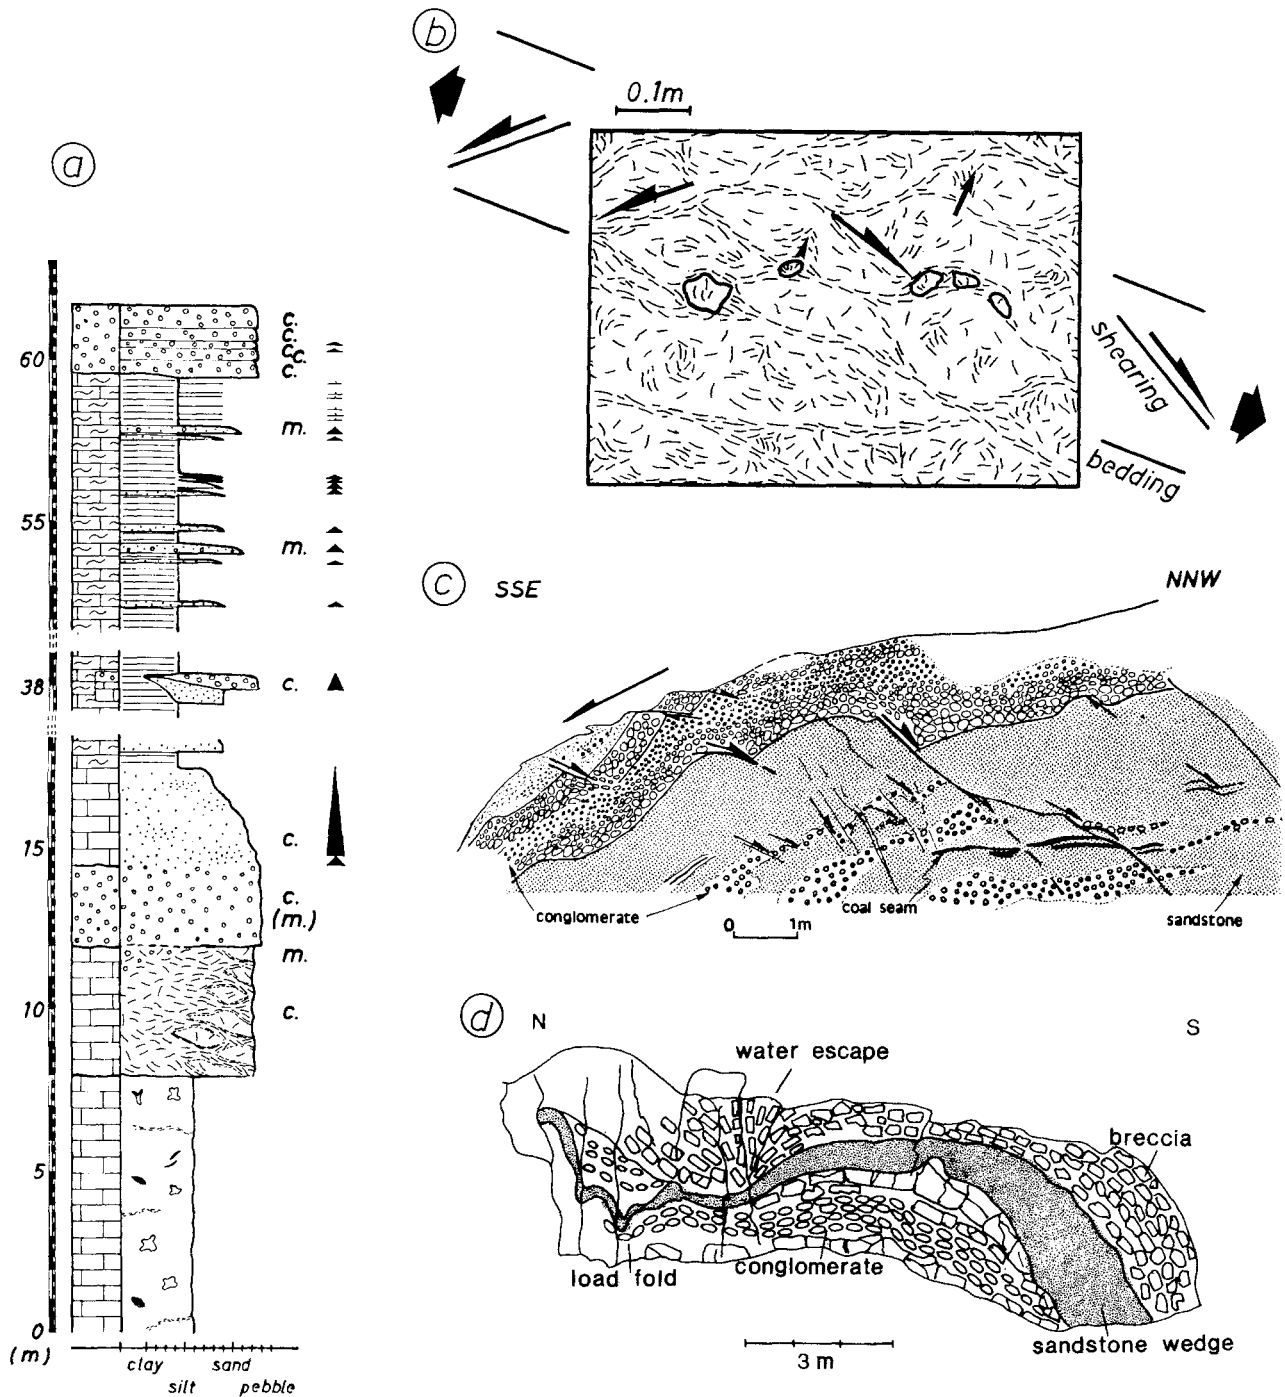 a
60
55
38
15
10
5
0
(m)
clay
silt
sand
pebble
c.
c.
c.
c.
m.
m.
c.
c.
c.
(m.)
m.
c.
b
0.1m
shearing
bedding
c
SSE
NNW
conglomerate
0 1m
coal seam
sandstone
d
N
S
water escape
breccia
load fold
conglomerate
sandstone wedge
3 m